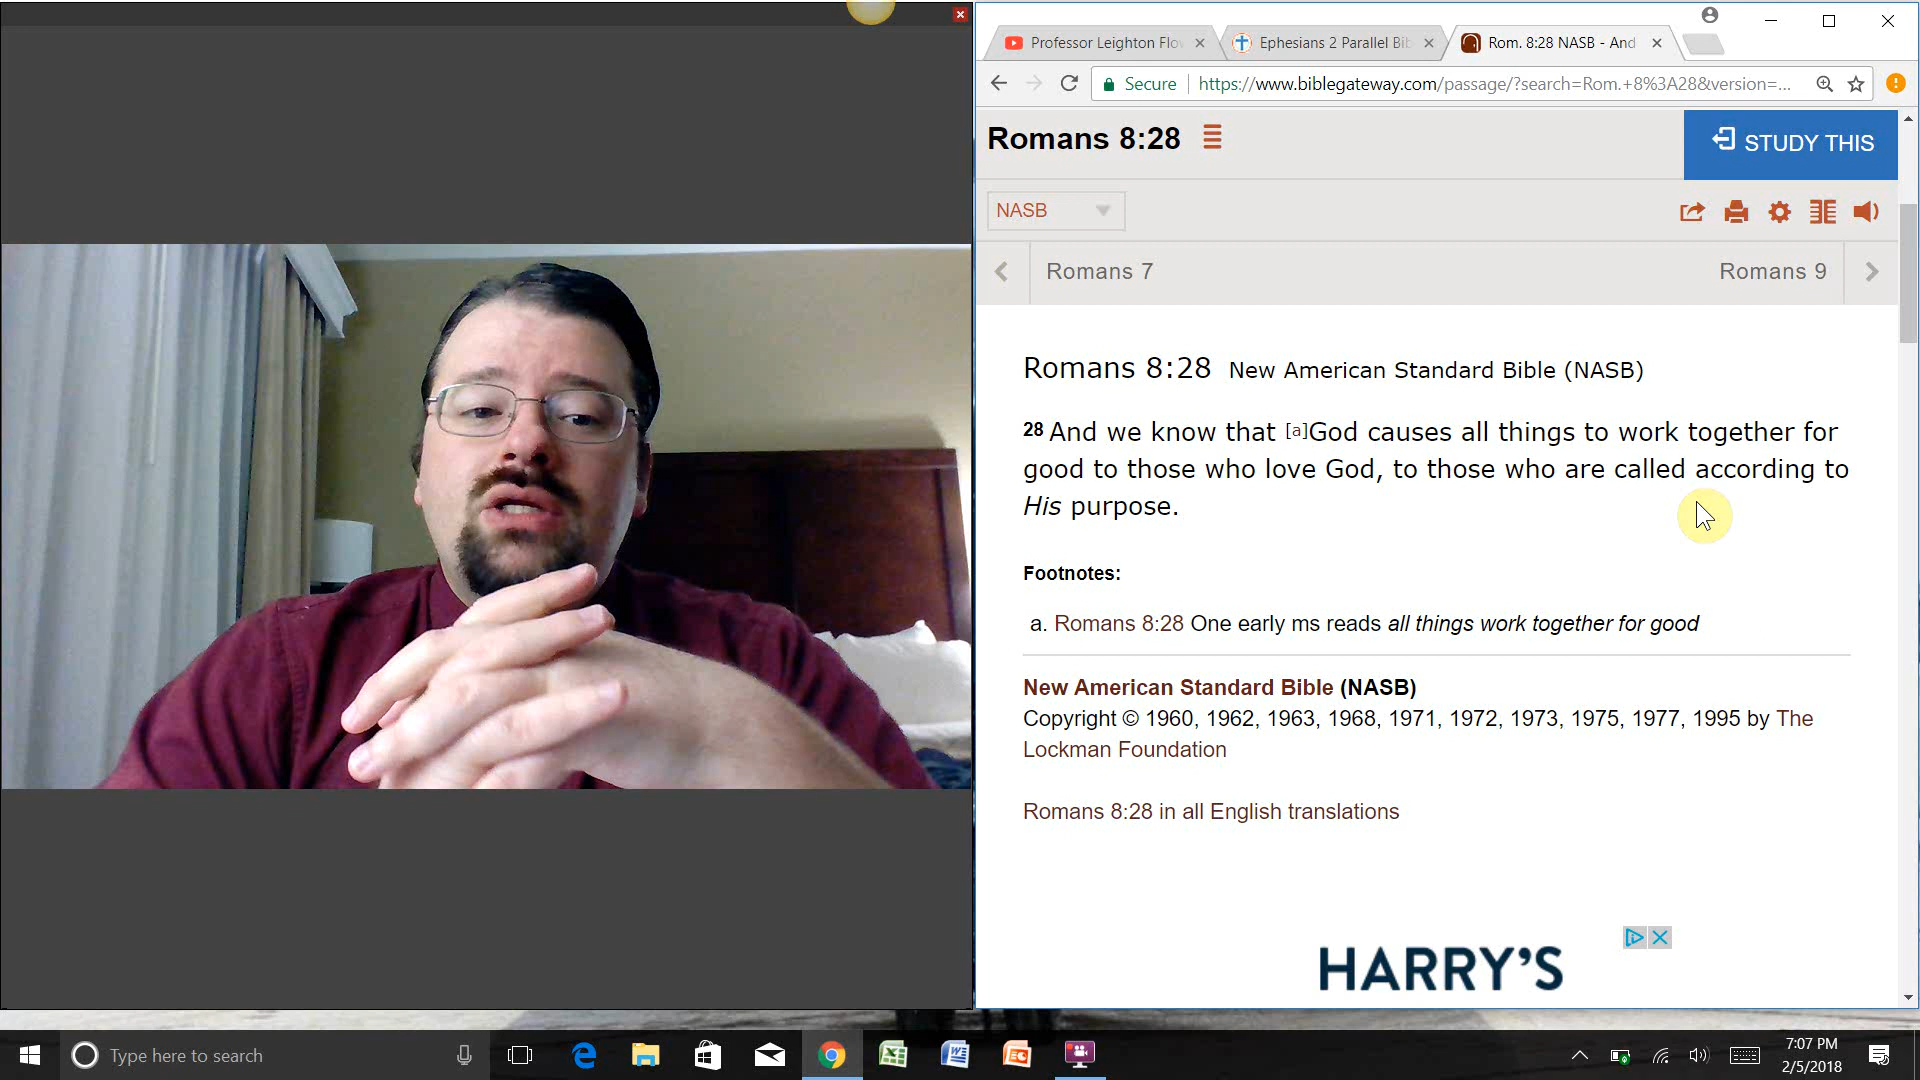 Professor Leighton Flo
Ephesians 2 Parallel Bib
Rom. 8:28 NASB - And
Secure
https://www.biblegateway.com/passage/?search=Rom.+8%3A28&version=...
Romans 8:28
STUDY THIS
NASB
Romans 7
Romans 9
Romans 8:28 New American Standard Bible (NASB)
28 And we know that [a]God causes all things to work together for
good to those who love God, to those who are called according to
His purpose.
Footnotes:
a. Romans 8:28 One early ms reads all things work together for good
New American Standard Bible (NASB)
Copyright © 1960, 1962, 1963, 1968, 1971, 1972, 1973, 1975, 1977, 1995 by The
Lockman Foundation
Romans 8:28 in all English translations
HARRY'S
Type here to search
7:07 PM
2/5/2018